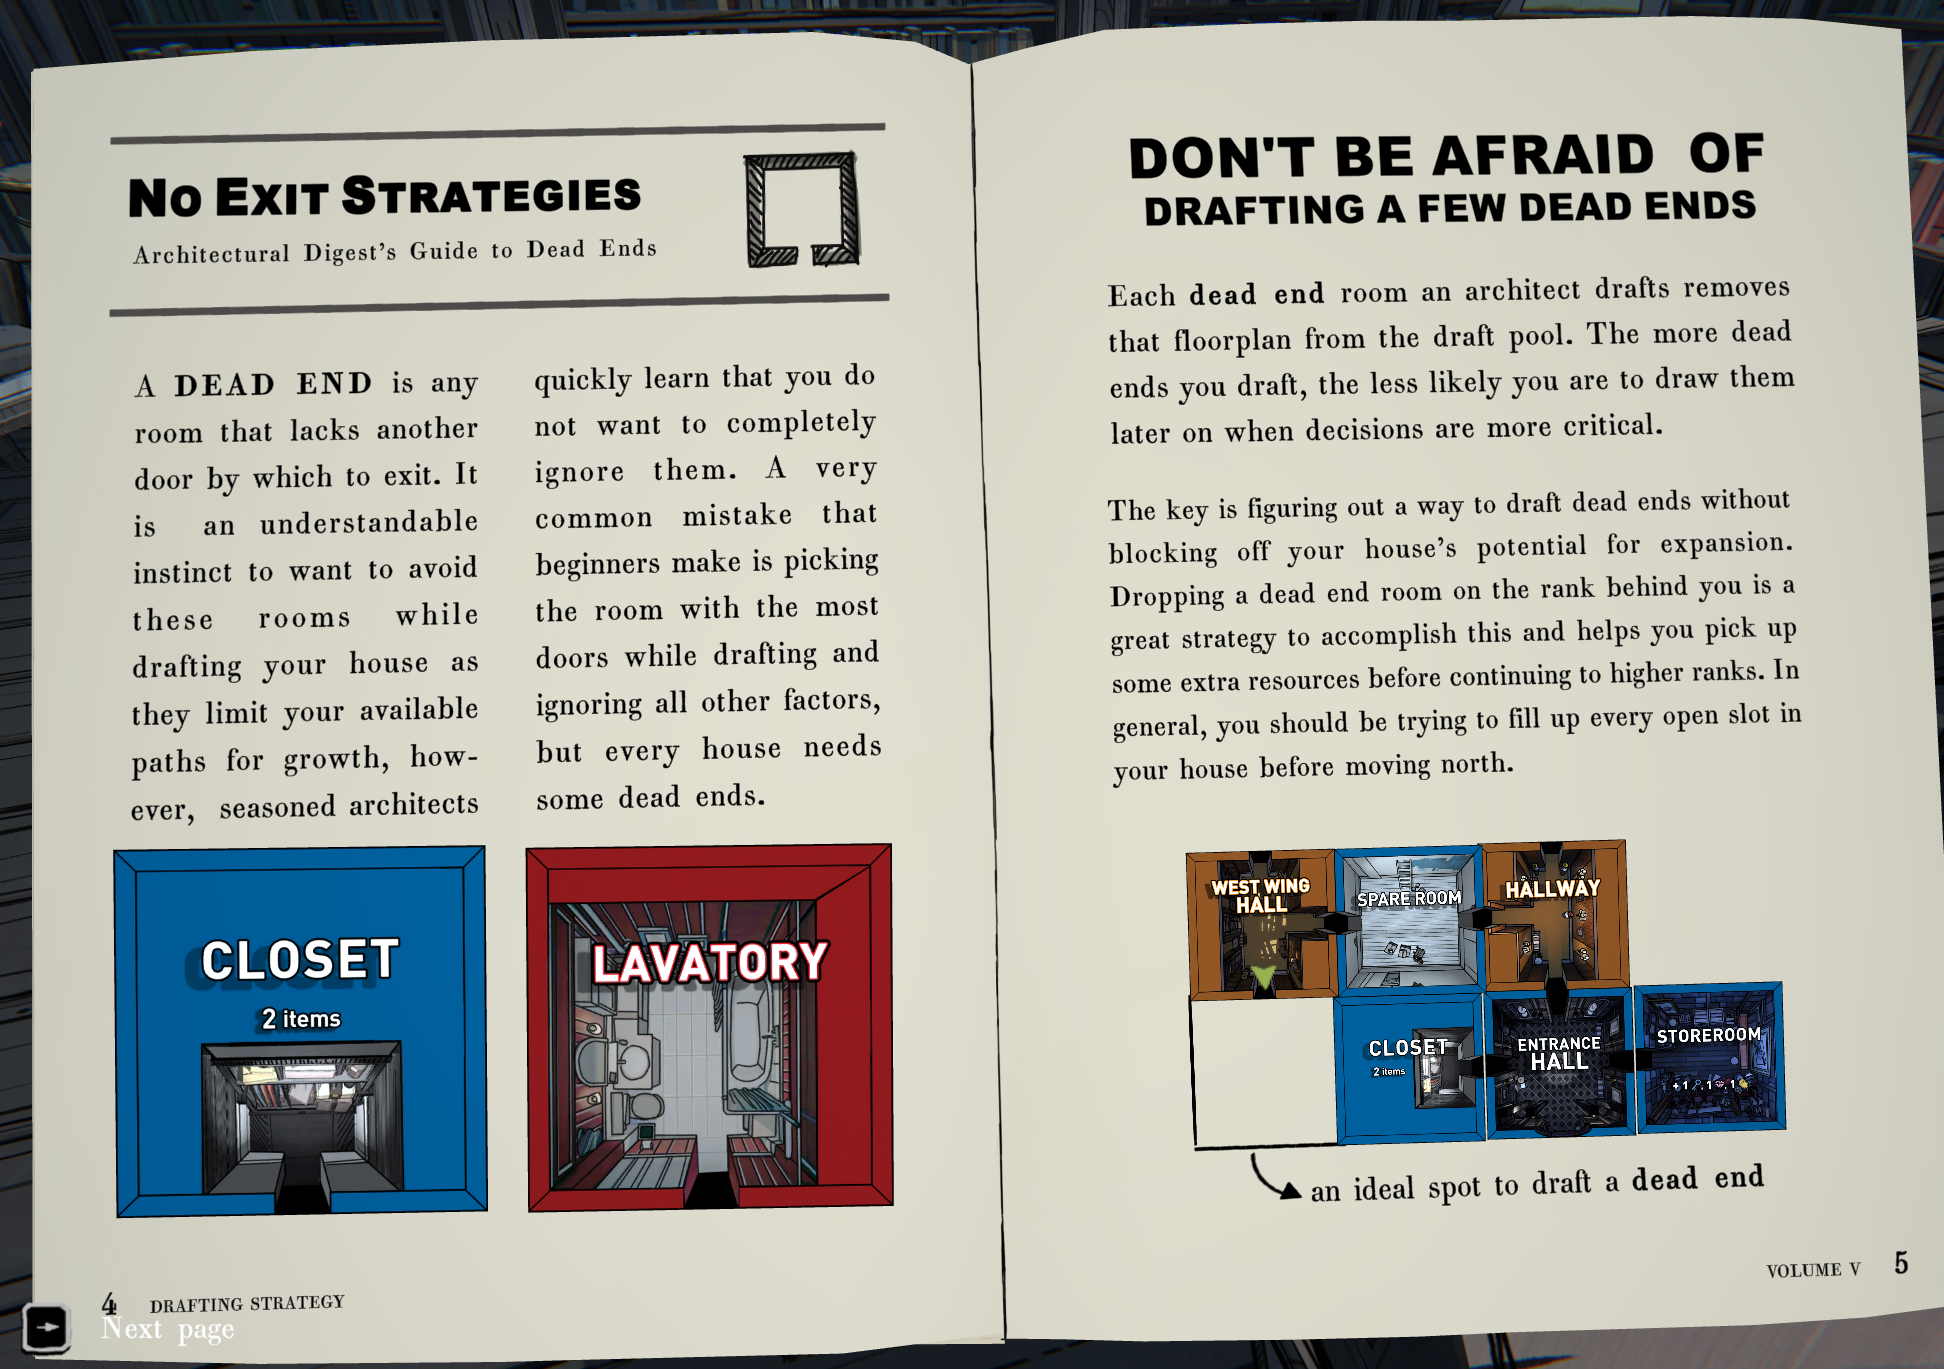 No Exit Strategies
Architectural Digest's Guide to Dead Ends
A DEAD END is any
room that lacks another
door by which to exit. It
is an understandable
instinct to want to avoid
these rooms while
drafting your house as
they limit your available
paths for growth, how-
ever, seasoned architects
quickly learn that you do
not want to completely
ignore them. A very
common mistake that
beginners make is picking
the room with the most
doors while drafting and
ignoring all other factors,
but every house needs
some dead ends.
CLOSET
2 items
LAVATORY
4 DRAFTING STRATEGY
Next page
DON'T BE AFRAID OF
DRAFTING A FEW DEAD ENDS
Each dead end room an architect drafts removes
that floorplan from the draft pool. The more dead
ends you draft, the less likely you are to draw them
later on when decisions are more critical.
The key is figuring out a way to draft dead ends without
blocking off your house's potential for expansion.
Dropping a dead end room on the rank behind you is a
great strategy to accomplish this and helps you pick up
some extra resources before continuing to higher ranks. In
general, you should be trying to fill up every open slot in
your house before moving north.
WEST WING
HALL
SPARE ROOM
HALLWAY
CLOSET
2 items
ENTRANCE
HALL
STOREROOM
+1 1 1
an ideal spot to draft a dead end
VOLUME V 5